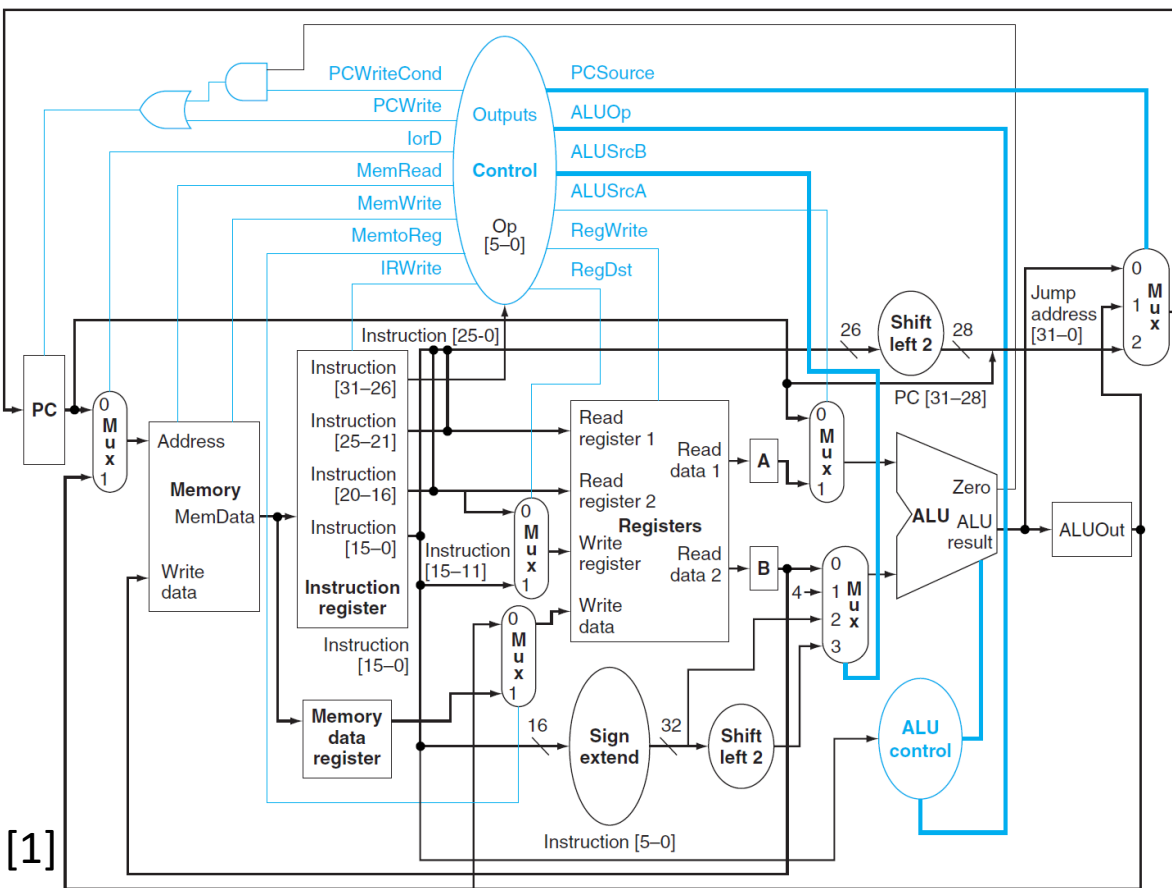 PCWriteCond
PCWrite
IorD
MemRead
MemWrite
MemtoReg
IRWrite
Outputs
Control
Op
[5–0]
PCSource
ALUOp
ALUSrcB
ALUSrcA
RegWrite
RegDst
PC
0
M
u
x
1
Address
Memory
MemData
Write
data
Instruction [25-0]
Instruction
[31–26]
Instruction
[25–21]
Instruction
[20–16]
Instruction
[15–0]
Instruction
register
Instruction
[15–0]
Memory
data
register
Instruction
[15–11]
0
M
u
x
1
0
M
u
x
1
Read
register 1
Read
register 2
Registers
Write
register
Write
data
Read
data 1
Read
data 2
A
B
16
Sign
extend
32
Shift
left 2
Instruction [5–0]
26
Shift
left 2
28
Jump
address
[31–0]
PC [31–28]
0
M
u
x
1
4
0
1
2
3
M
u
x
Zero
ALU
ALU
result
ALUOut
ALU
control
0
1
2
M
u
x
[1]